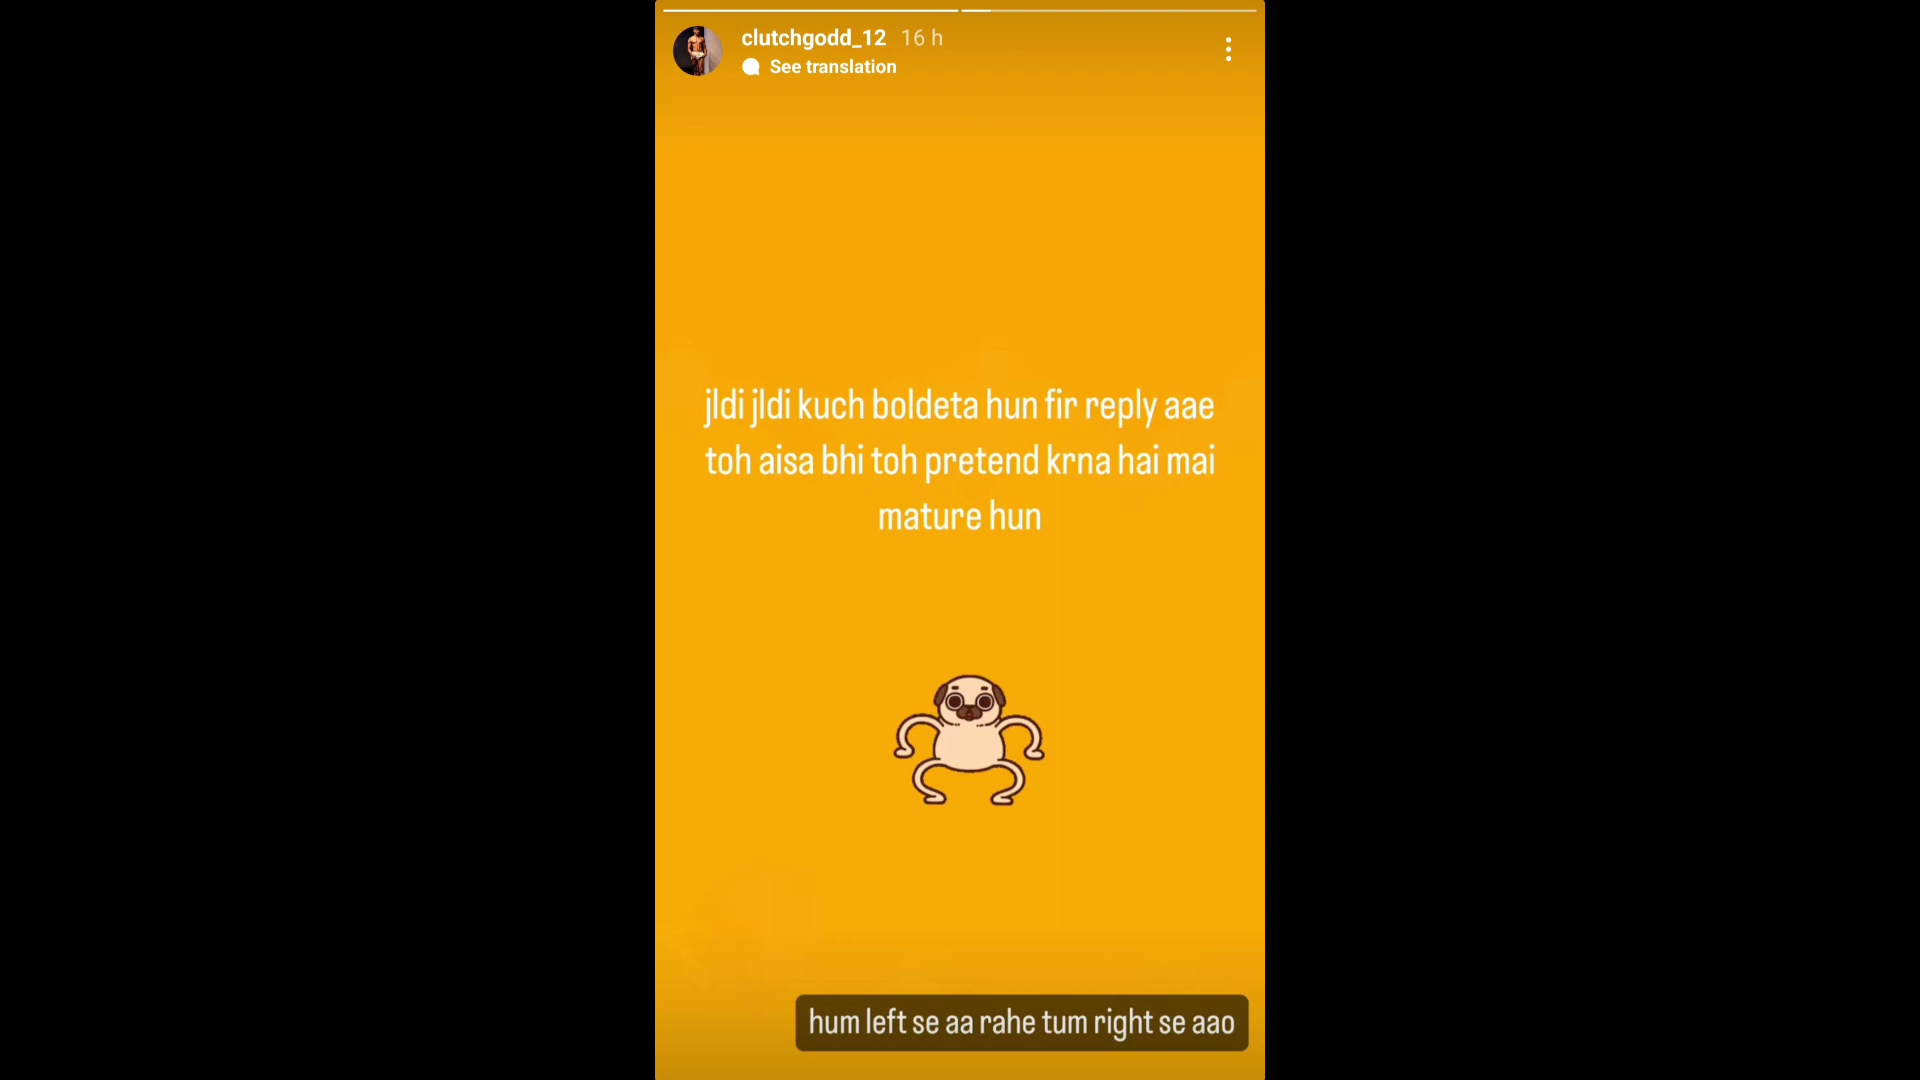 clutchgodd_12 16 h
See translation
jldi jldi kuch boldeta hun fir reply aae
toh aisa bhi toh pretend krna hai mai
mature hun
hum left se aa rahe tum right se aao